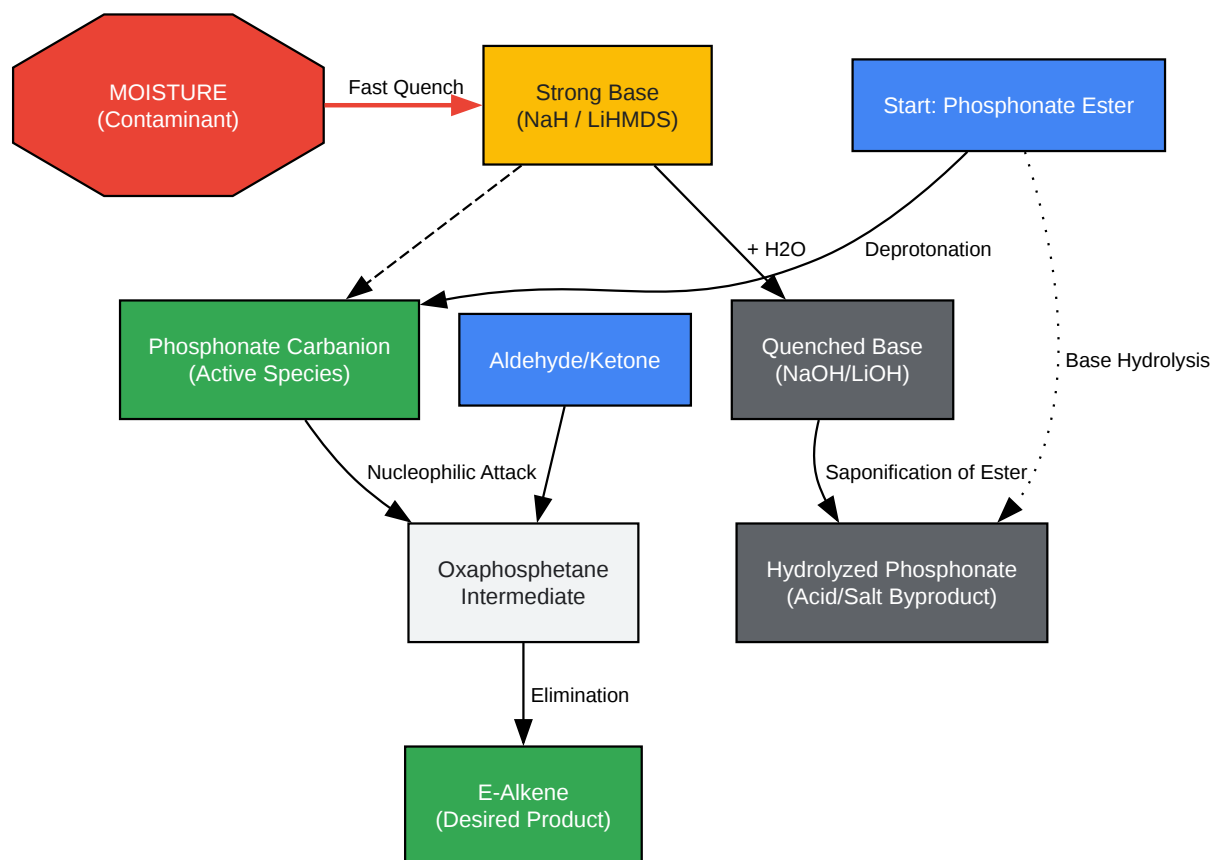 MOISTURE
(Contaminant)
Fast Quench
Strong Base
(NaH / LiHMDS)
Start: Phosphonate Ester
+ H2O
Deprotonation
Phosphonate Carbanion
(Active Species)
Aldehyde/Ketone
Quenched Base
(NaOH/LiOH)
Base Hydrolysis
Nucleophilic Attack
Saponification of Ester
Oxaphosphetane
Intermediate
Hydrolyzed Phosphonate
(Acid/Salt Byproduct)
Elimination
E-Alkene
(Desired Product)